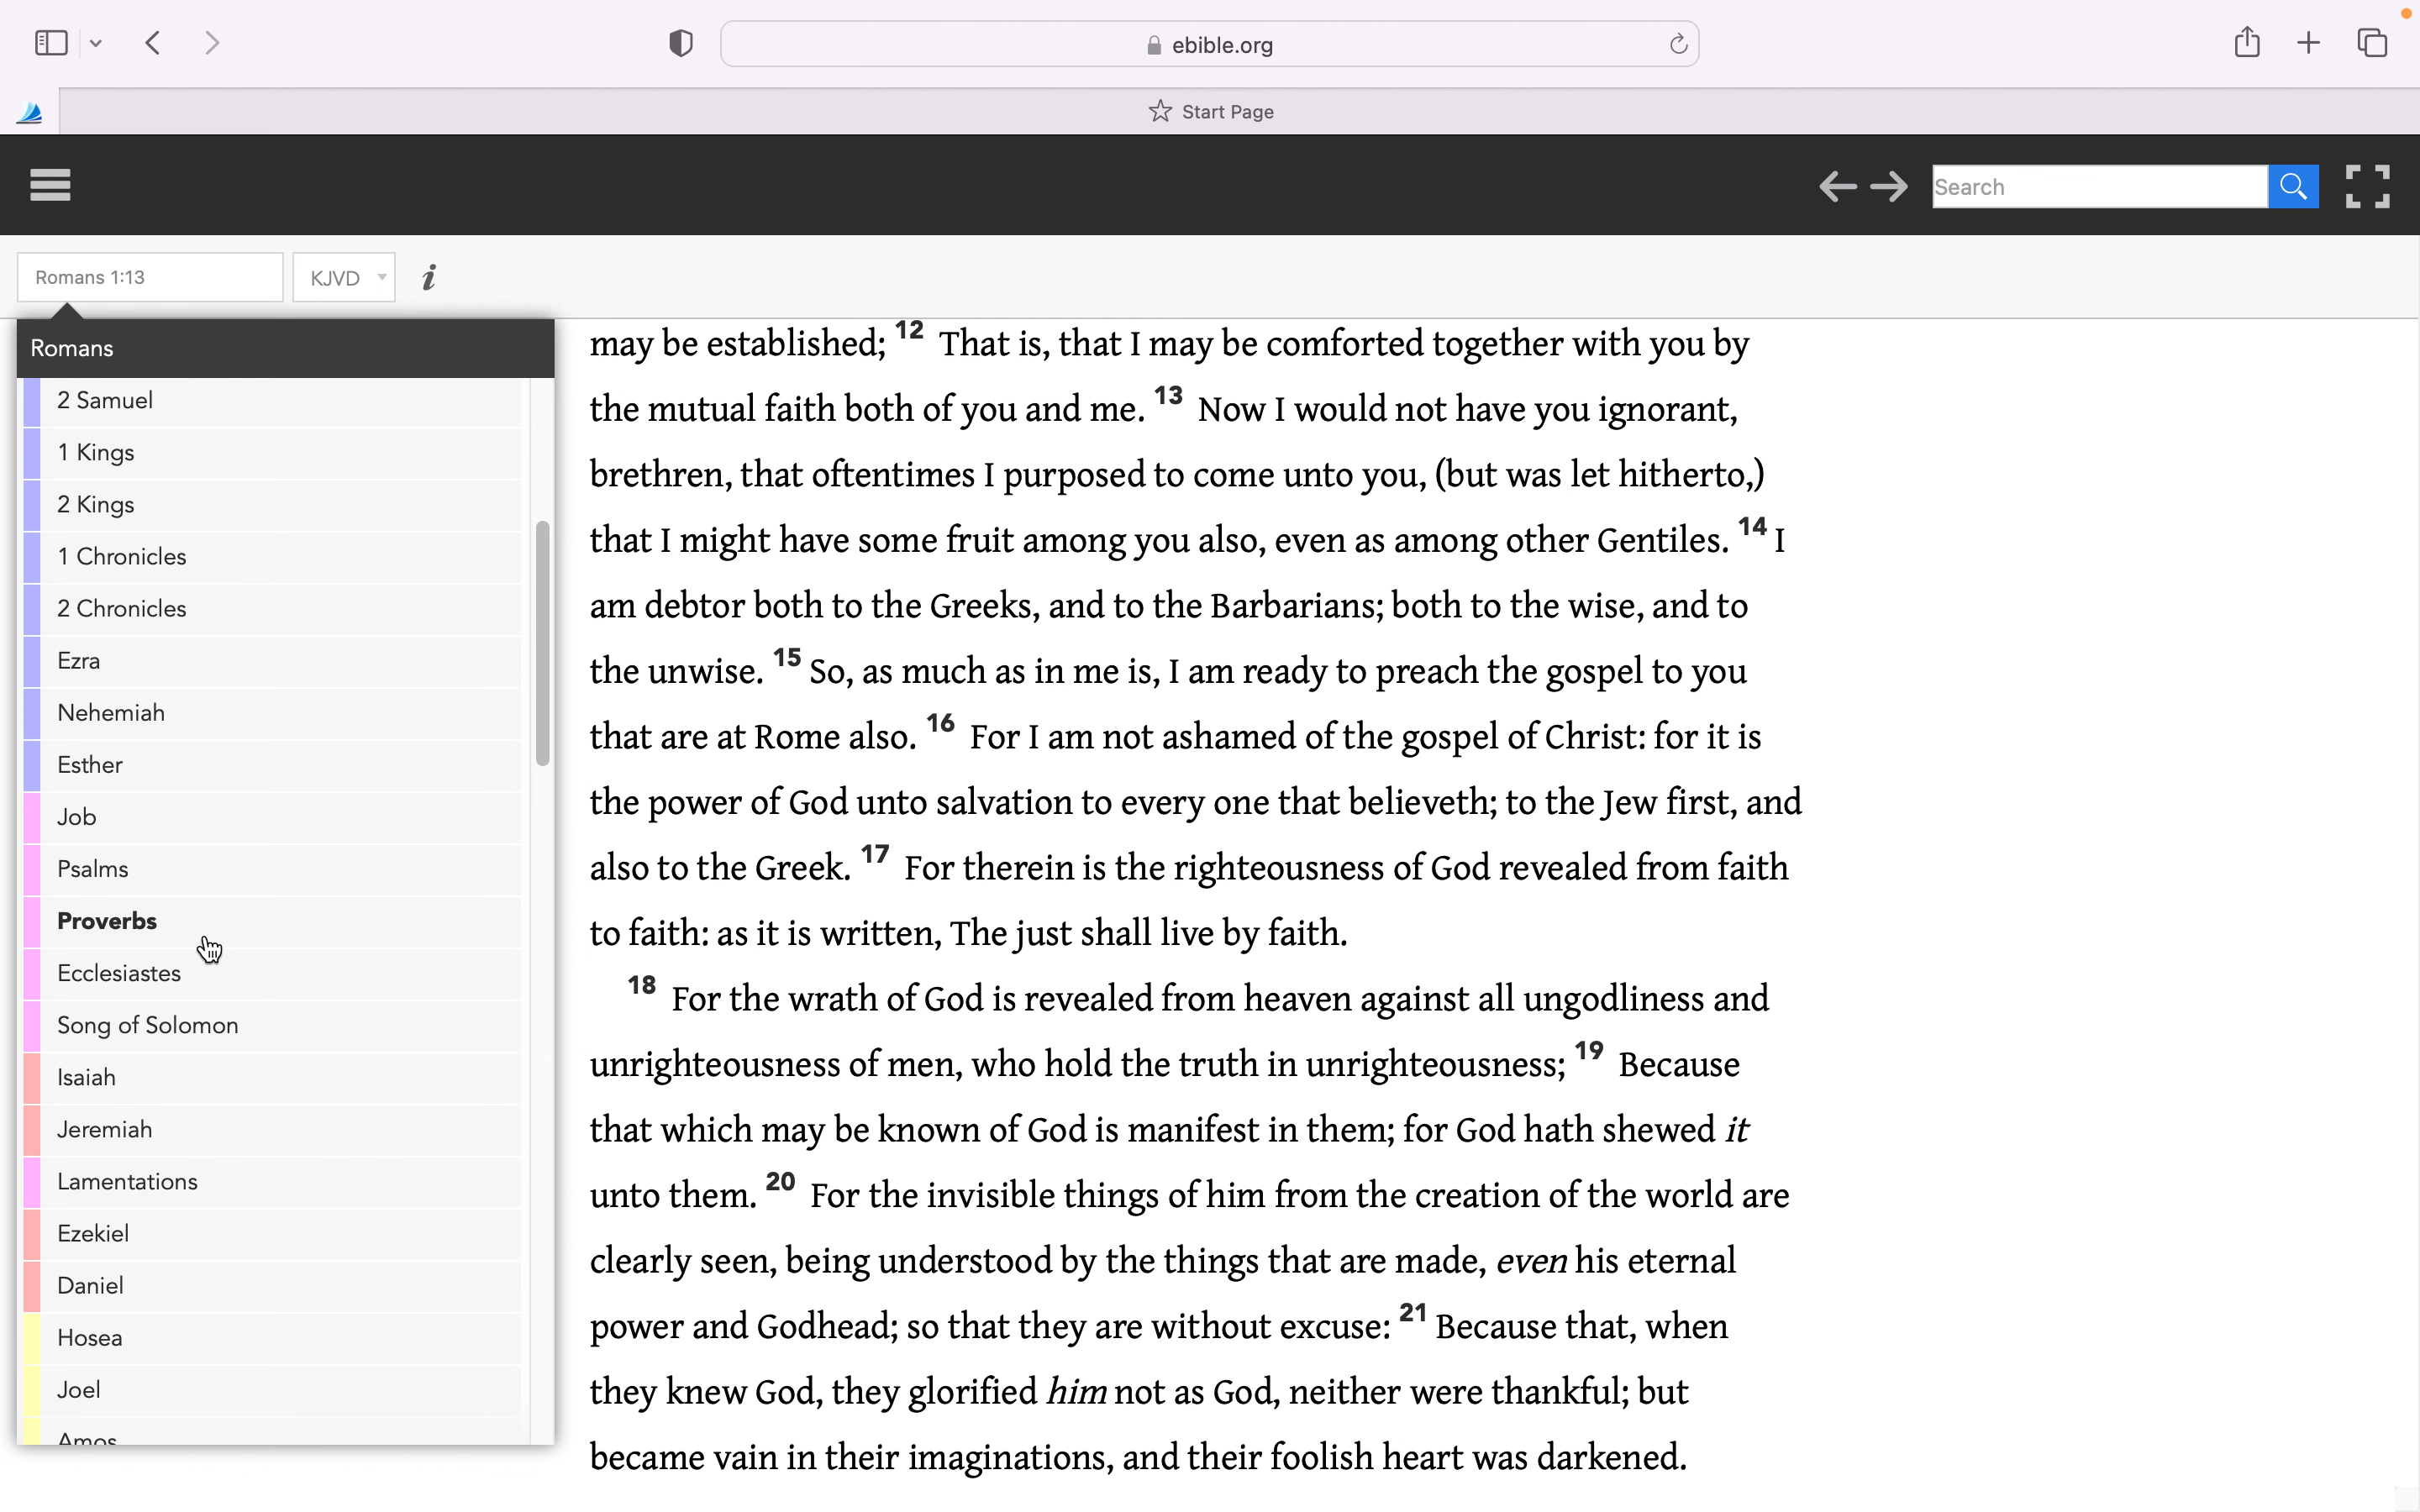 ebible.org
Start Page
Search
Romans 1:13
KJVD
i
Romans
2 Samuel
1 Kings
2 Kings
1 Chronicles
2 Chronicles
Ezra
Nehemiah
Esther
Job
Psalms
Proverbs
Ecclesiastes
Song of Solomon
Isaiah
Jeremiah
Lamentations
Ezekiel
Daniel
Hosea
Joel
Amos
may be established; 12 That is, that I may be comforted together with you by
the mutual faith both of you and me. 13 Now I would not have you ignorant,
brethren, that oftentimes I purposed to come unto you, (but was let hitherto,)
that I might have some fruit among you also, even as among other Gentiles. 14 I
am debtor both to the Greeks, and to the Barbarians; both to the wise, and to
the unwise. 15 So, as much as in me is, I am ready to preach the gospel to you
that are at Rome also. 16 For I am not ashamed of the gospel of Christ: for it is
the power of God unto salvation to every one that believeth; to the Jew first, and
also to the Greek. 17 For therein is the righteousness of God revealed from faith
to faith: as it is written, The just shall live by faith.
18 For the wrath of God is revealed from heaven against all ungodliness and
unrighteousness of men, who hold the truth in unrighteousness; 19 Because
that which may be known of God is manifest in them; for God hath shewed it
unto them. 20 For the invisible things of him from the creation of the world are
clearly seen, being understood by the things that are made, even his eternal
power and Godhead; so that they are without excuse: 21 Because that, when
they knew God, they glorified him not as God, neither were thankful; but
became vain in their imaginations, and their foolish heart was darkened.